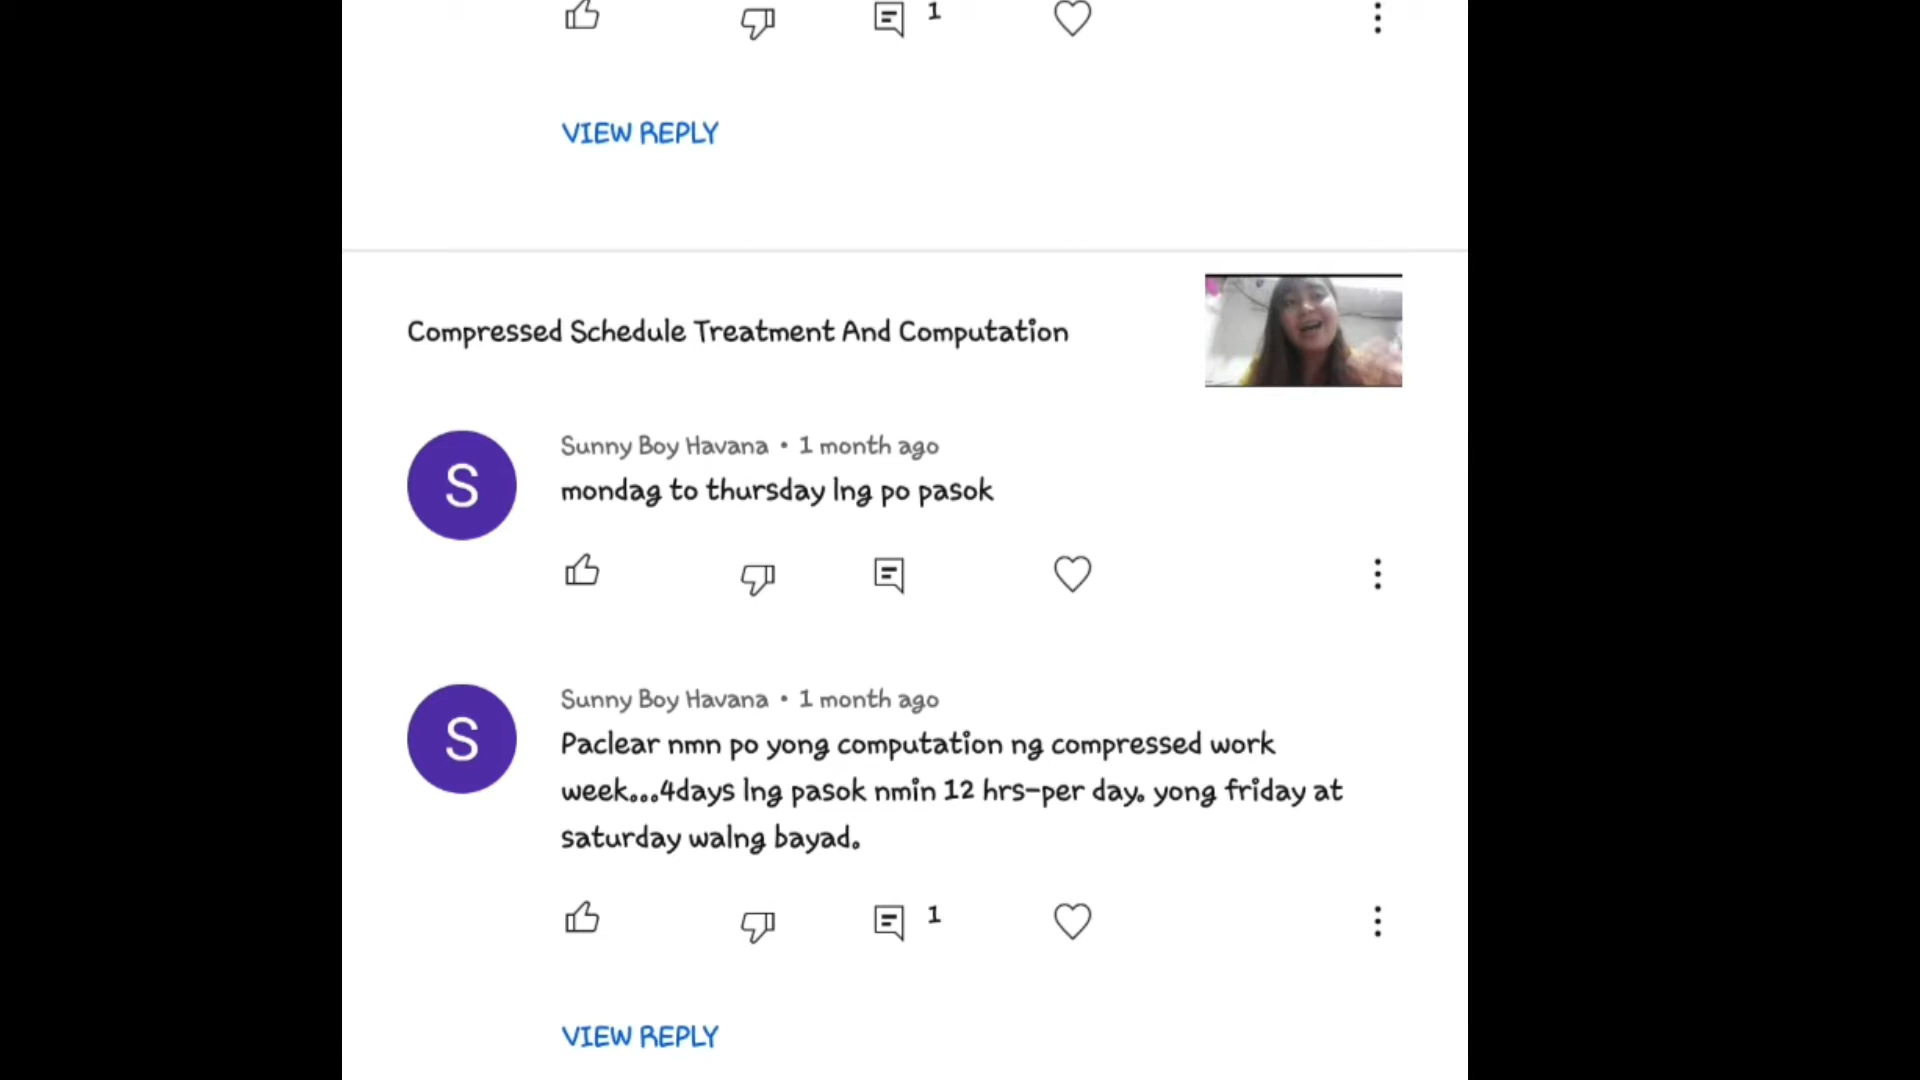 1
VIEW REPLY
Compressed Schedule Treatment And Computation
S
Sunny Boy Havana • 1 month ago
mondag to thursday lng po pasok
S
Sunny Boy Havana • 1 month ago
Paclear nmn po yong computation ng compressed work
week...4days lng pasok nmin 12 hrs-per day. yong friday at
saturday walng bayad.
1
VIEW REPLY